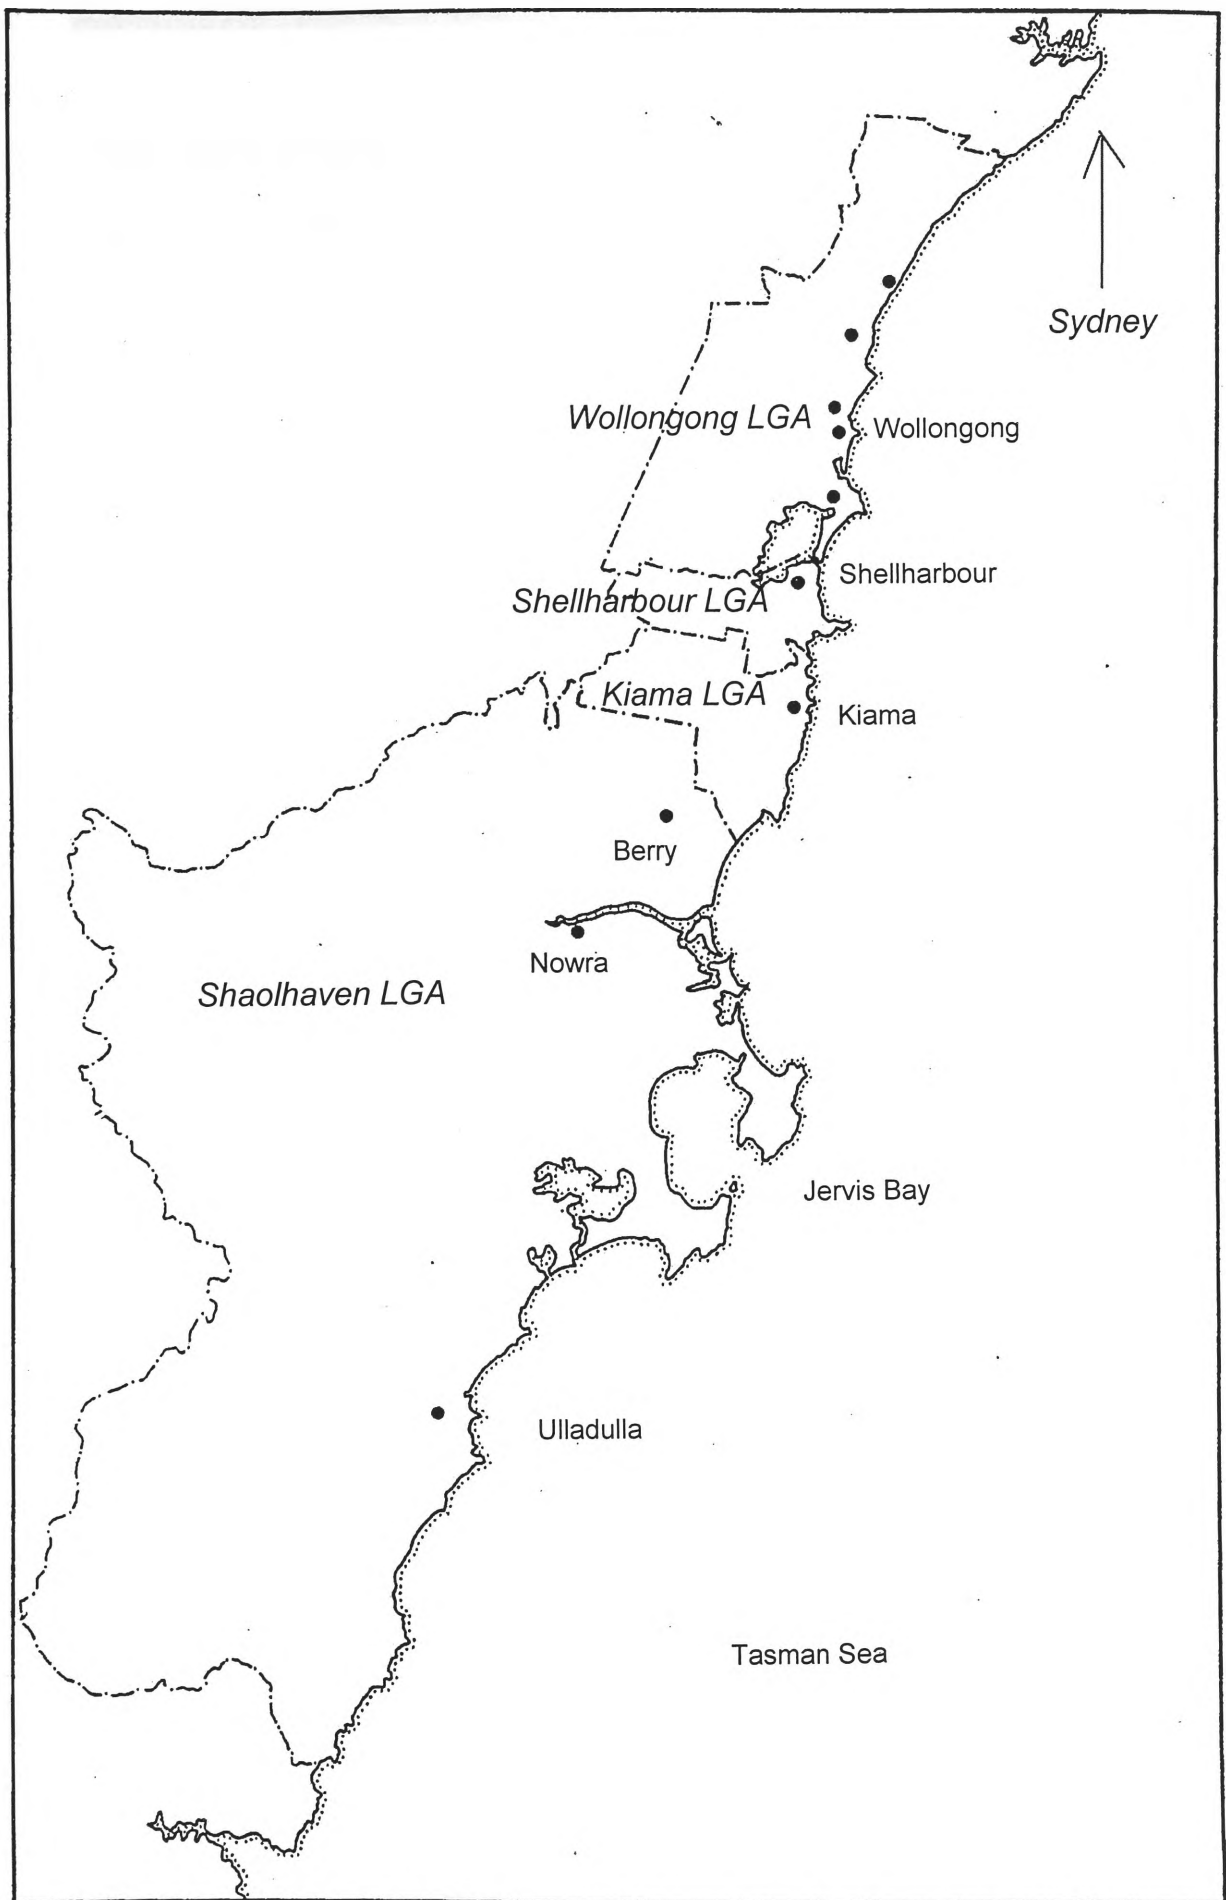 Sydney
Wollongong LGA
Wollongong
Shellharbour
Shellharbour LGA
Kiama LGA
Kiama
Berry
Nowra
Shaolhaven LGA
Jervis Bay
Ulladulla
Tasman Sea